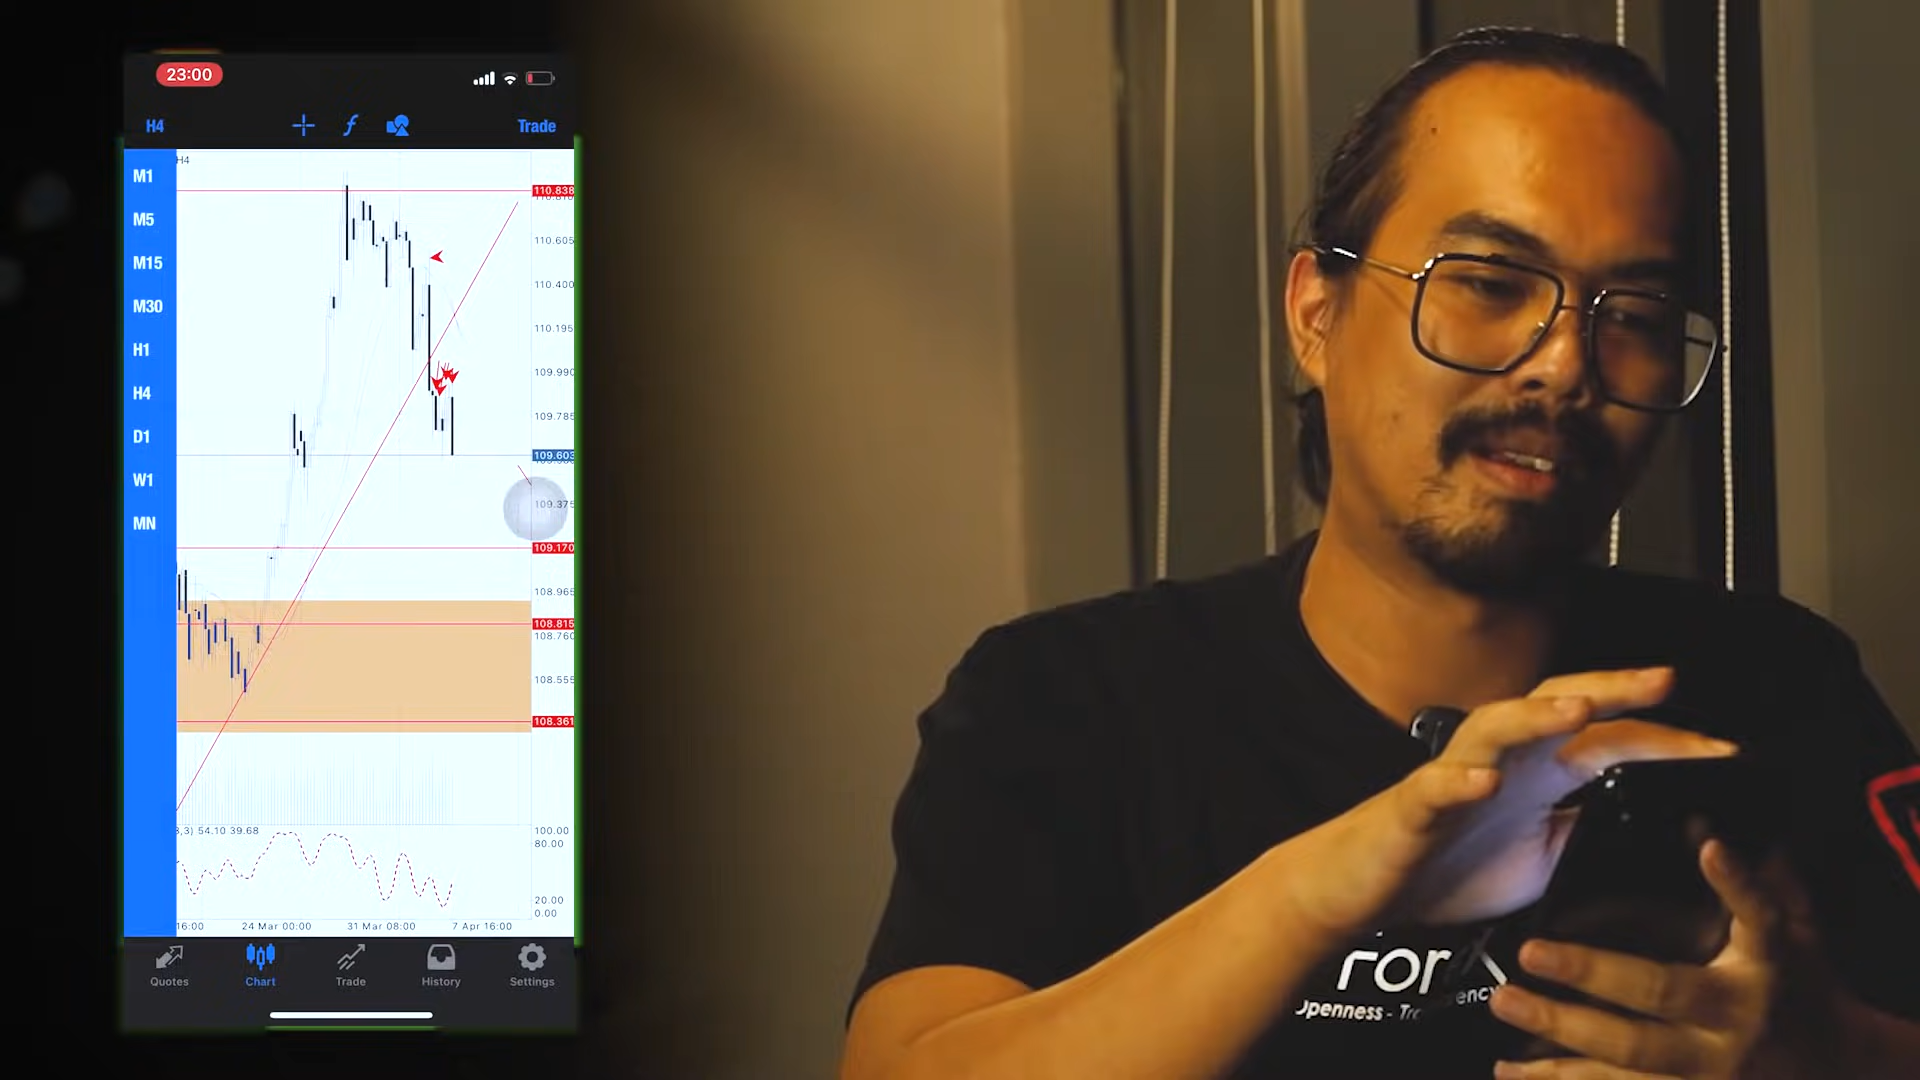 23:00
H4
Trade
M1
M5
M15
M30
H1
H4
D1
W1
MN
H4
110.838
110.605
110.400
110.195
109.990
109.785
109.603
109.375
109.170
108.965
108.815
108.760
108.555
108.361
3,3) 54.10 39.68
100.00
80.00
20.00
0.00
16:00
24 Mar 00:00
31 Mar 08:00
7 Apr 16:00
Quotes
Chart
Trade
History
Settings